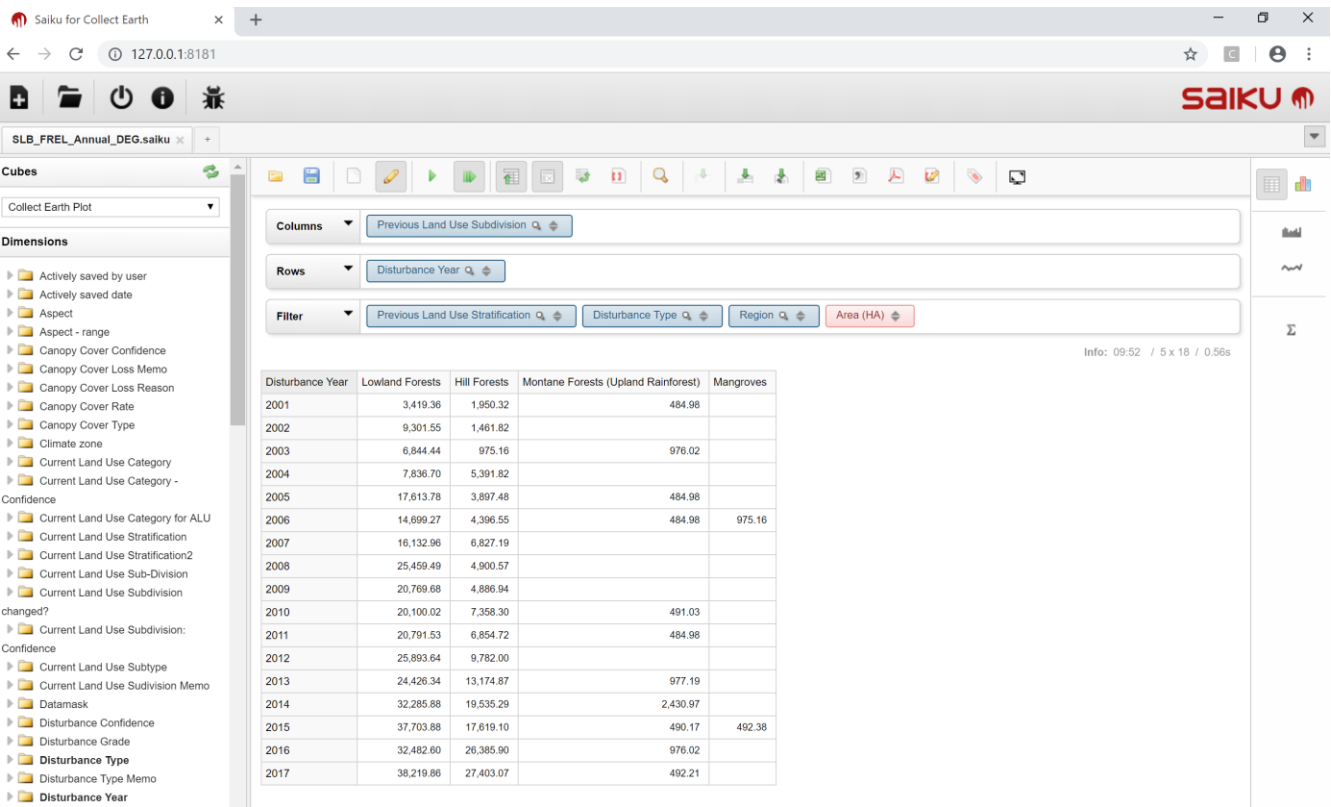 Saiku for Collect Earth
127.0.0.1:8181
C
saiku
SLB_FREL_Annual_DEG.saiku
Cubes
Collect Earth Plot
Dimensions
Actively saved by user
Actively saved date
Aspect
Aspect - range
Canopy Cover Confidence
Canopy Cover Loss Memo
Canopy Cover Loss Reason
Canopy Cover Rate
Canopy Cover Type
Climate zone
Current Land Use Category
Current Land Use Category -
Confidence
Current Land Use Category for ALU
Current Land Use Stratification
Current Land Use Stratification2
Current Land Use Sub-Division
Current Land Use Subdivision
changed?
Current Land Use Subdivision:
Confidence
Current Land Use Subtype
Current Land Use Sudivision Memo
Datamask
Disturbance Confidence
Disturbance Grade
Disturbance Type
Disturbance Type Memo
Disturbance Year
Columns Previous Land Use Subdivision
Rows Disturbance Year
Filter Previous Land Use Stratification Disturbance Type Region Area (HA)
Σ
Info: 09:52 / 5 x 18 / 0.56s
Disturbance Year Lowland Forests Hill Forests Montane Forests (Upland Rainforest) Mangroves
2001 3,419.36 1,950.32 484.98
2002 9,301.55 1,461.82
2003 6,844.44 975.16 976.02
2004 7,836.70 5,391.82
2005 17,613.78 3,897.48 484.98
2006 14,699.27 4,396.55 484.98 975.16
2007 16,132.96 6,827.19
2008 25,459.49 4,900.57
2009 20,769.68 4,886.94
2010 20,100.02 7,358.30 491.03
2011 20,791.53 6,854.72 484.98
2012 25,893.64 9,782.00
2013 24,426.34 13,174.87 977.19
2014 32,285.88 19,535.29 2,430.97
2015 37,703.88 17,619.10 490.17 492.38
2016 32,482.60 26,385.90 976.02
2017 38,219.86 27,403.07 492.21